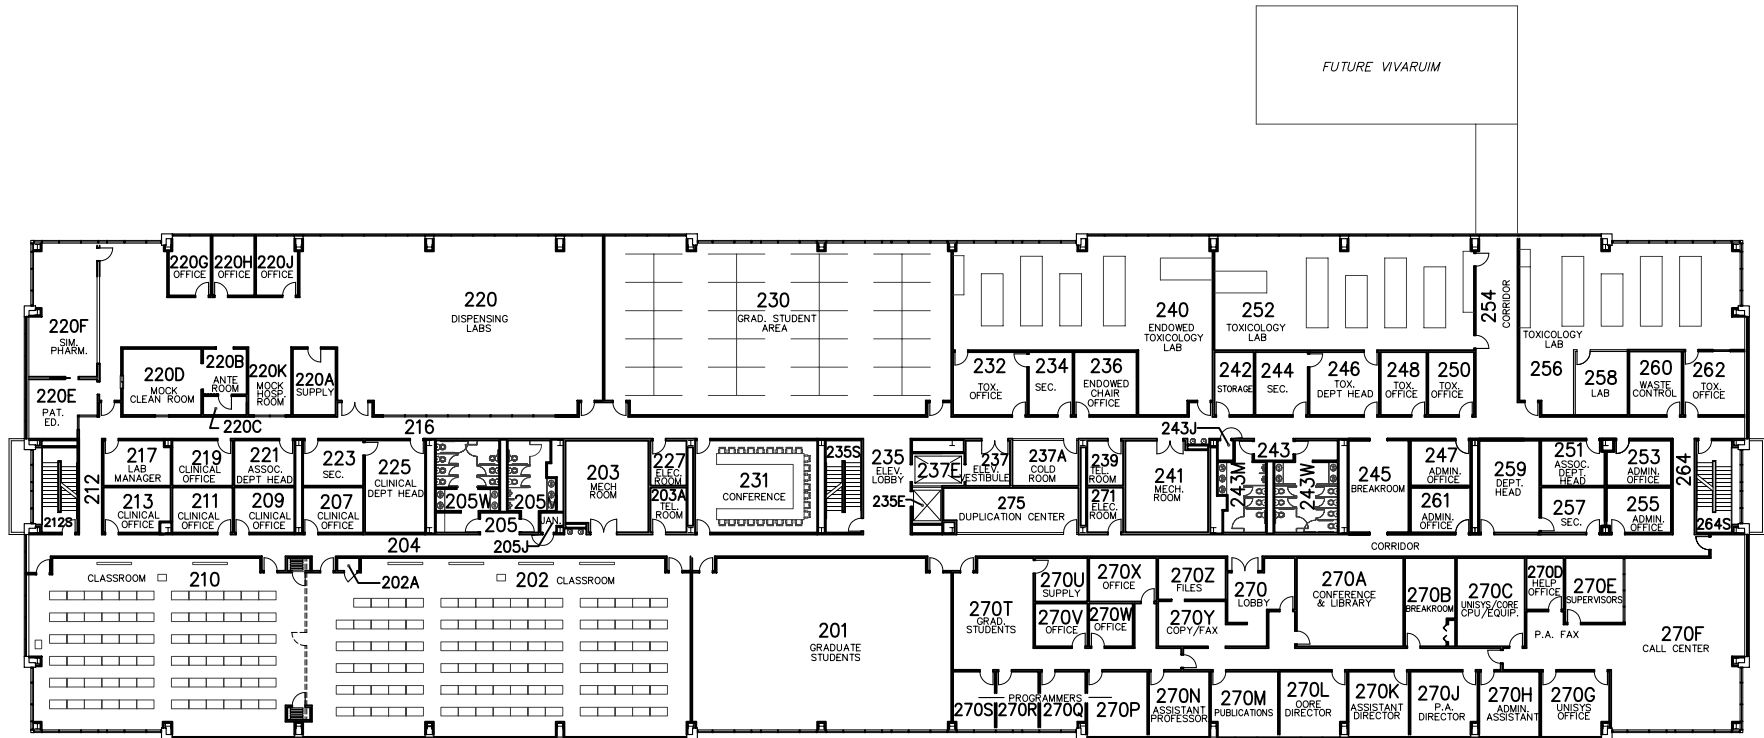 FUTURE VIVARUIM
220G
OFFICE
220H
OFFICE
220J
OFFICE
220
DISPENSING
LABS
230
GRAD. STUDENT
AREA
240
ENDOWED
TOXICOLOGY
LAB
252
TOXICOLOGY
LAB
254
CORRIDOR
TOXICOLOGY
LAB
256
220F
SIM.
PHARM.
220E
PAT.
ED.
220D
MOCK
CLEAN ROOM
220B
ANTE
ROOM
220C
220K
MOCK
HOSP.
ROOM
220A
SUPPLY
232
TOX.
OFFICE
234
SEC.
236
ENDOWED
CHAIR
OFFICE
242
STORAGE
244
SEC.
246
TOX.
DEPT HEAD
248
TOX.
OFFICE
250
TOX.
OFFICE
258
LAB
260
WASTE
CONTROL
262
TOX.
OFFICE
216
212
212S
217
LAB
MANAGER
219
CLINICAL
OFFICE
221
ASSOC.
DEPT HEAD
223
SEC.
225
CLINICAL
DEPT HEAD
213
CLINICAL
OFFICE
211
CLINICAL
OFFICE
209
CLINICAL
OFFICE
207
CLINICAL
OFFICE
205W
205
205
JAN.
205J
203
MECH
ROOM
227
ELEC.
ROOM
203A
TEL.
ROOM
231
CONFERENCE
235S
235
ELEV.
LOBBY
237E
235E
237
ELEV.
VESTIBULE
237A
COLD
ROOM
275
DUPLICATION CENTER
239
TEL.
ROOM
271
ELEC.
ROOM
241
MECH.
ROOM
243J
243
243M
243W
245
BREAKROOM
247
ADMIN.
OFFICE
261
ADMIN.
OFFICE
259
DEPT.
HEAD
251
ASSOC.
DEPT.
HEAD
257
SEC.
253
ADMIN.
OFFICE
255
ADMIN.
OFFICE
264
264S
204
CORRIDOR
CLASSROOM
210
202A
202
CLASSROOM
201
GRADUATE
STUDENTS
270T
GRAD.
STUDENTS
270U
SUPPLY
270X
OFFICE
270V
OFFICE
270W
OFFICE
270Z
FILES
270Y
COPY/FAX
270
LOBBY
270A
CONFERENCE
& LIBRARY
270B
BREAKROOM
270C
UNISYS/CORE
CPU/EQUIP.
270D
HELP
OFFICE
270E
SUPERVISORS
P.A. FAX
270F
CALL CENTER
PROGRAMMERS
270S
270R
270Q
270P
270N
ASSISTANT
PROFESSOR
270M
PUBLICATIONS
270L
OORE
DIRECTOR
270K
ASSISTANT
DIRECTOR
270J
P.A.
DIRECTOR
270H
ADMIN.
ASSISTANT
270G
UNISYS
OFFICE